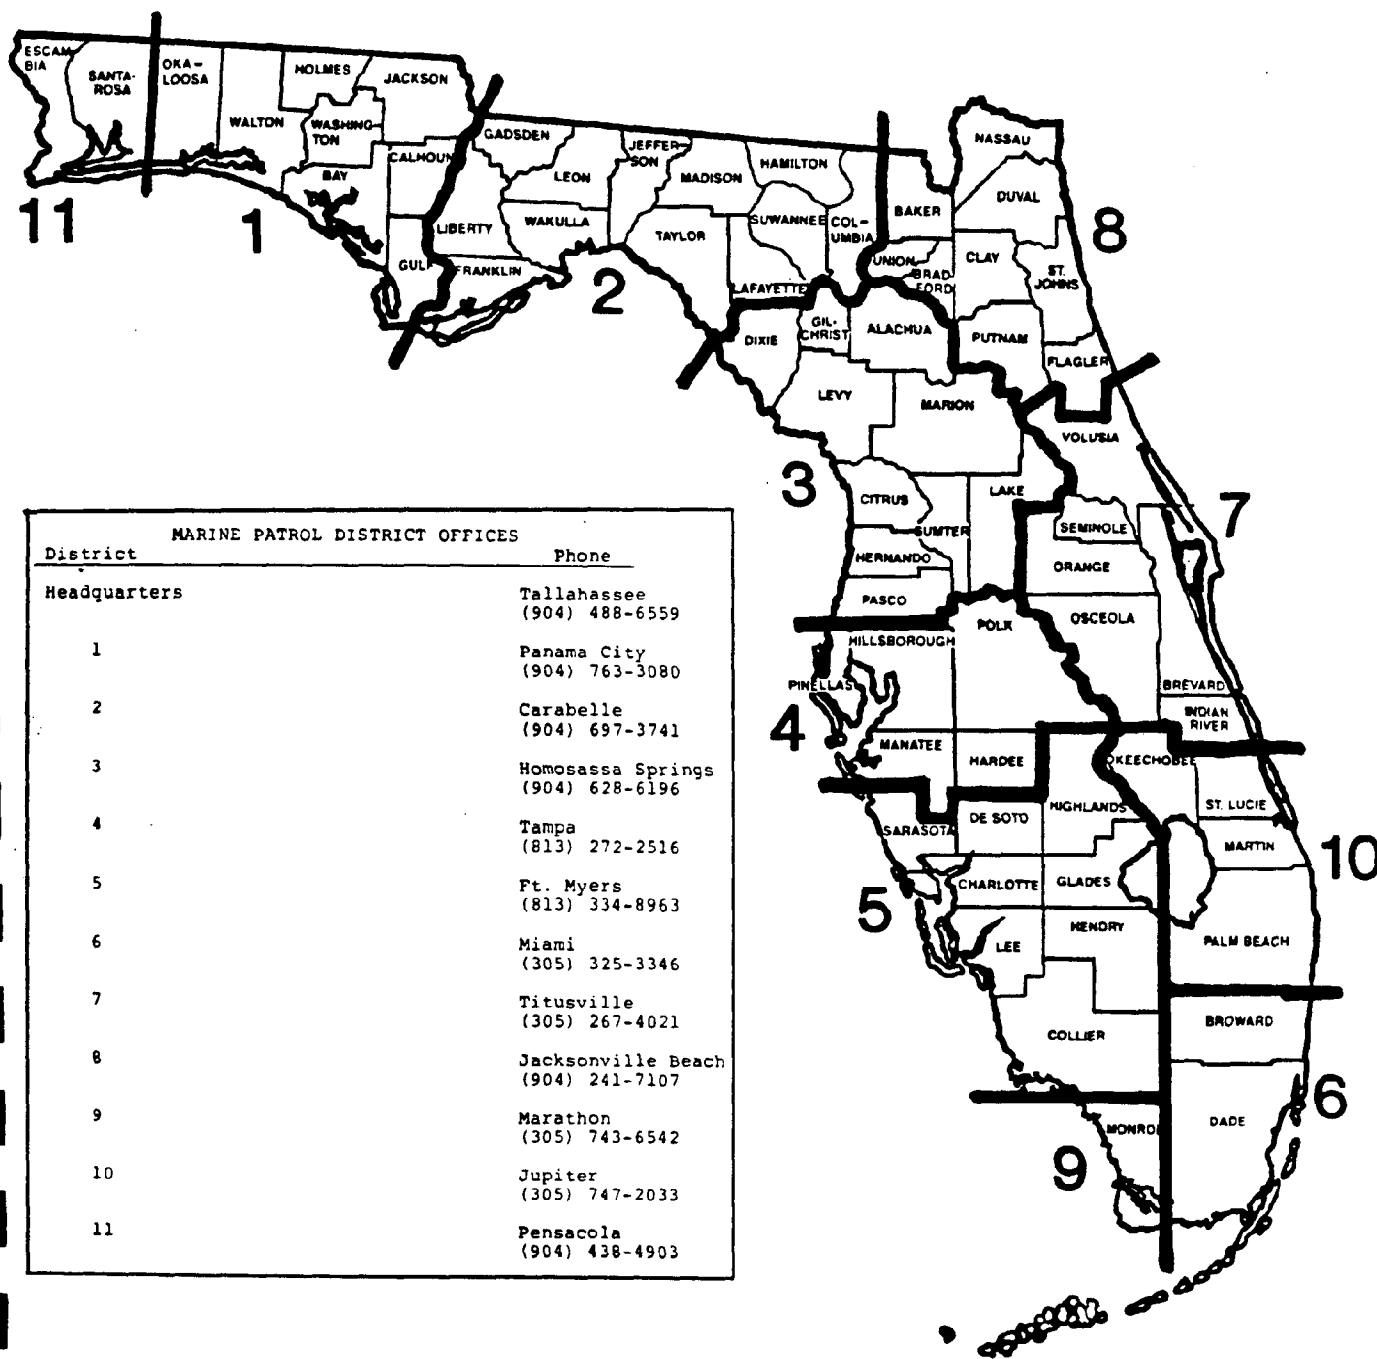 ESCAM
BIA
SANTA-
ROSA
OKA-
LOOSA
WALTON
HOLMES
WASHING-
TON
JACKSON
BAY
CALHOUN
GULF
GADSDEN
LIBERTY
FRANKLIN
LEON
WAKULLA
JEFFER-
SON
MADISON
TAYLOR
HAMILTON
SUWANNEE
LAFAYETTE
COL-
UMBIA
BAKER
NASSAU
DUVAL
UNION
BRAD-
FORD
CLAY
ST.
JOHNS
DIXIE
GIL-
CHRIST
ALACHUA
PUTNAM
FLAGLER
LEVY
MARION
VOLUSIA
CITRUS
SUMTER
LAKE
SEMINOLE
HERNANDO
ORANGE
PASCO
HILLSBOROUGH
POLK
OSCEOLA
PINELLAS
BREVARD
INDIAN
RIVER
MANATEE
HARDEE
OKEECHOBEE
HIGHLANDS
ST. LUCIE
SARASOTA
DE SOTO
MARTIN
CHARLOTTE
GLADES
LEE
HENDRY
PALM BEACH
COLLIER
BROWARD
MONRO
DADE
11
1
2
8
3
7
4
10
5
6
9
MARINE PATROL DISTRICT OFFICES
District Phone
Headquarters Tallahassee
(904) 488-6559
1 Panama City
(904) 763-3080
2 Carabelle
(904) 697-3741
3 Homosassa Springs
(904) 628-6196
4 Tampa
(813) 272-2516
5 Ft. Myers
(813) 334-8963
6 Miami
(305) 325-3346
7 Titusville
(305) 267-4021
8 Jacksonville Beach
(904) 241-7107
9 Marathon
(305) 743-6542
10 Jupiter
(305) 747-2033
11 Pensacola
(904) 438-4903